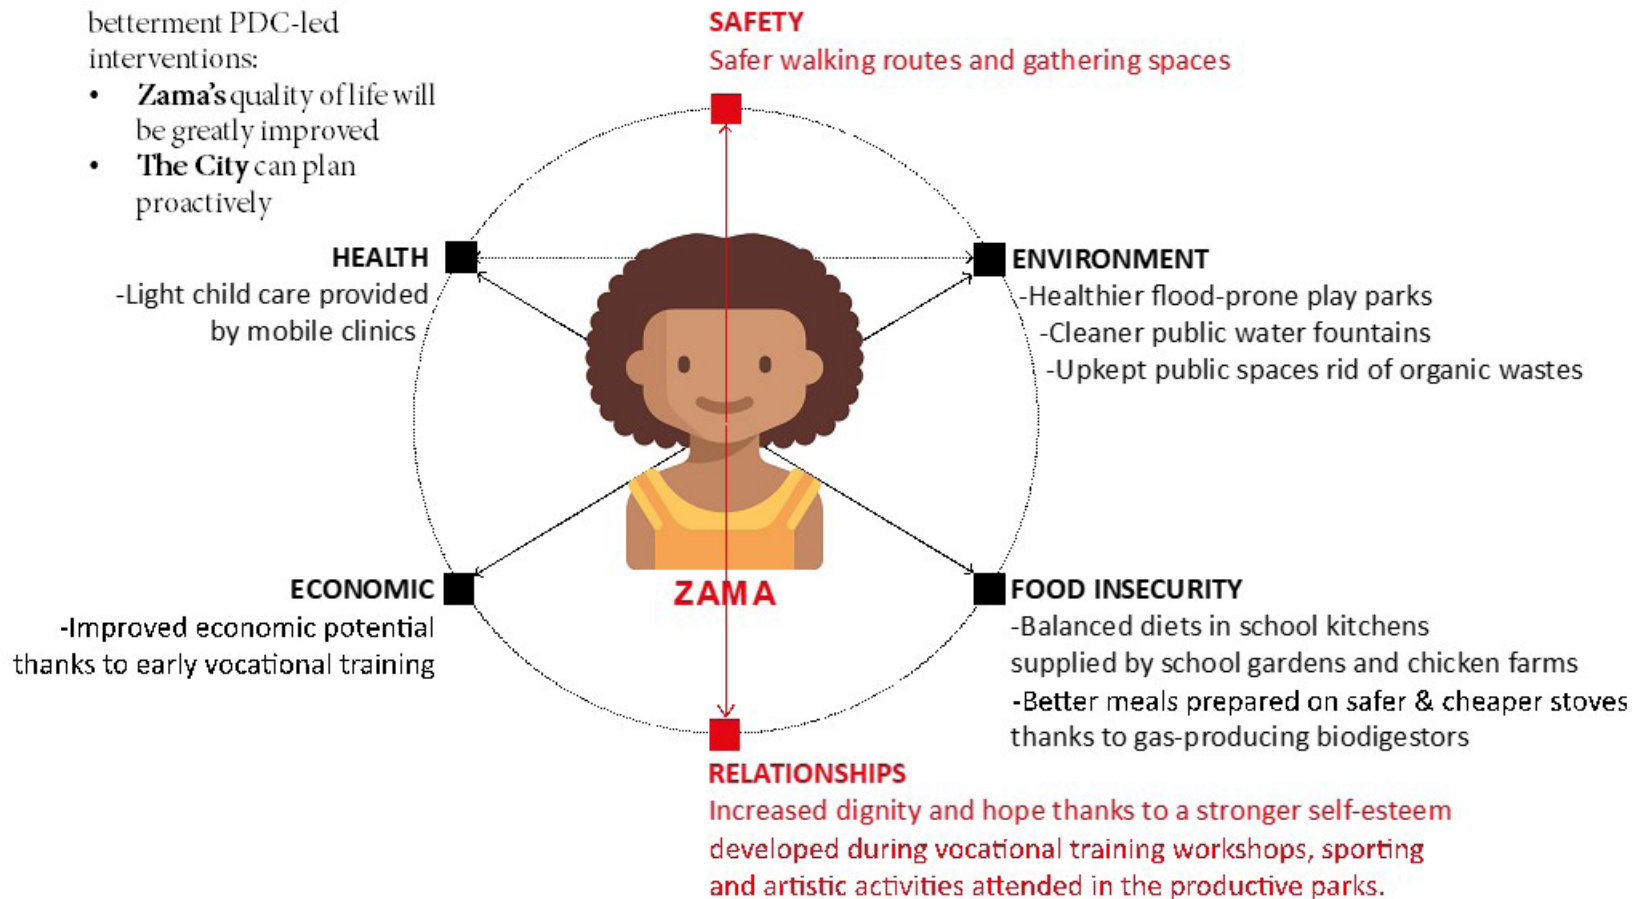 betterment PDC-led
interventions:
• Zama's quality of life will
be greatly improved
• The City can plan
proactively
SAFETY
Safer walking routes and gathering spaces
HEALTH
-Light child care provided
by mobile clinics
ENVIRONMENT
-Healthier flood-prone play parks
-Cleaner public water fountains
-Upkept public spaces rid of organic wastes
ZAMA
ECONOMIC
-Improved economic potential
thanks to early vocational training
FOOD INSECURITY
-Balanced diets in school kitchens
supplied by school gardens and chicken farms
-Better meals prepared on safer & cheaper stoves
thanks to gas-producing biodigestors
RELATIONSHIPS
Increased dignity and hope thanks to a stronger self-esteem
developed during vocational training workshops, sporting
and artistic activities attended in the productive parks.